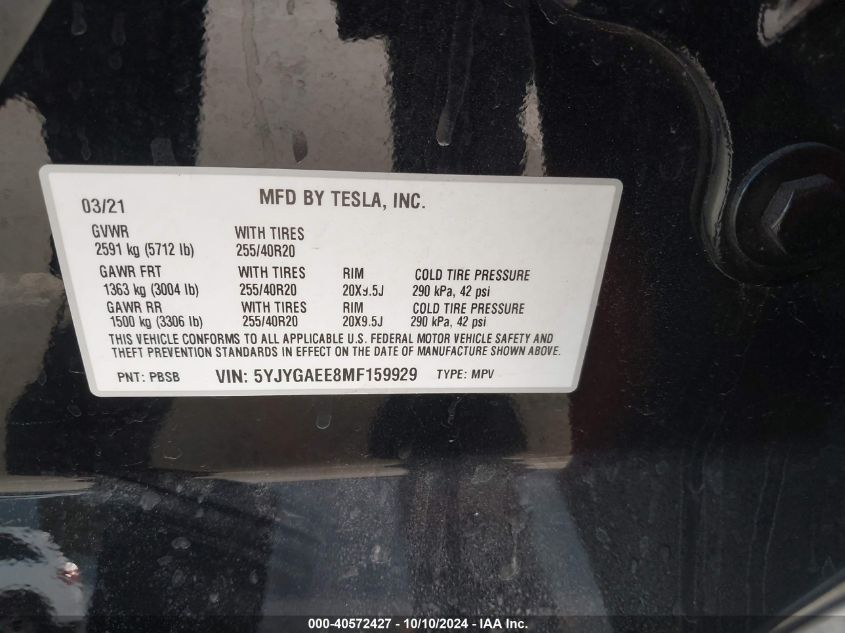 03/21 MFD BY TESLA, INC.
GVWR WITH TIRES
2591 kg (5712 lb) 255/40R20
GAWR FRT WITH TIRES RIM COLD TIRE PRESSURE
1363 kg (3004 lb) 255/40R20 20X9.5J 290 kPa, 42 psi
GAWR RR WITH TIRES RIM COLD TIRE PRESSURE
1500 kg (3306 lb) 255/40R20 20X9.5J 290 kPa, 42 psi
THIS VEHICLE CONFORMS TO ALL APPLICABLE U.S. FEDERAL MOTOR VEHICLE SAFETY AND
THEFT PREVENTION STANDARDS IN EFFECT ON THE DATE OF MANUFACTURE SHOWN ABOVE.
PNT: PBSB VIN: 5YJYGAEE8MF159929 TYPE: MPV
000-40572427 - 10/10/2024 - IAA Inc.